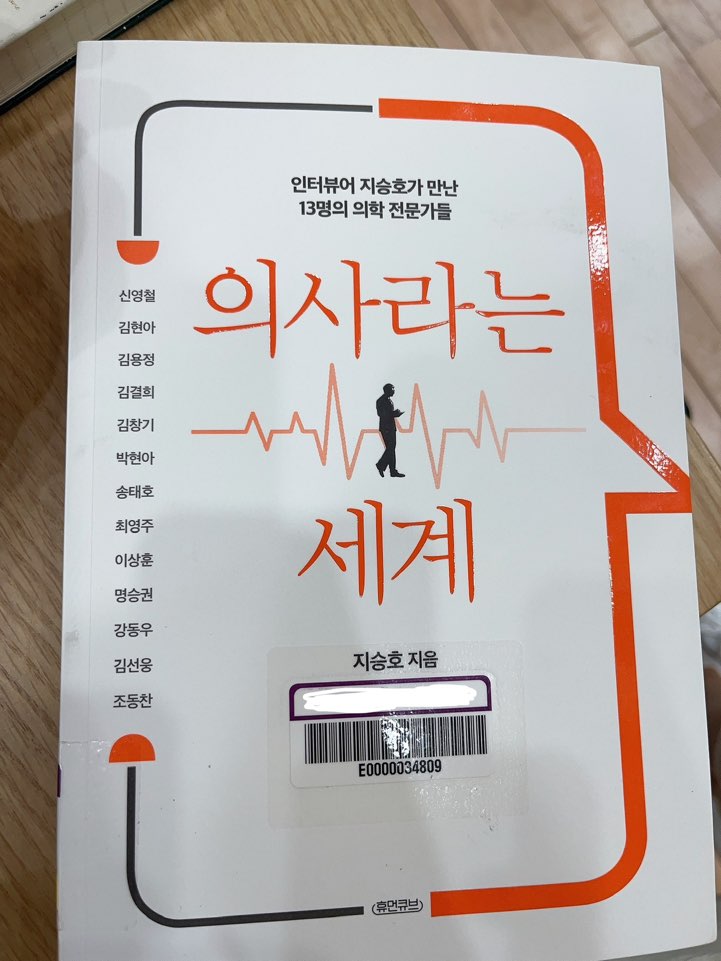 인터뷰어 지승호가 만난
13명의 의학 전문가들
의사라는
세계
신영철
김현아
김용정
김결희
김창기
박현아
송태호
최영주
이상훈
명승권
강동우
김선웅
조동찬
지승호 지음
E0000034809
휴먼큐브